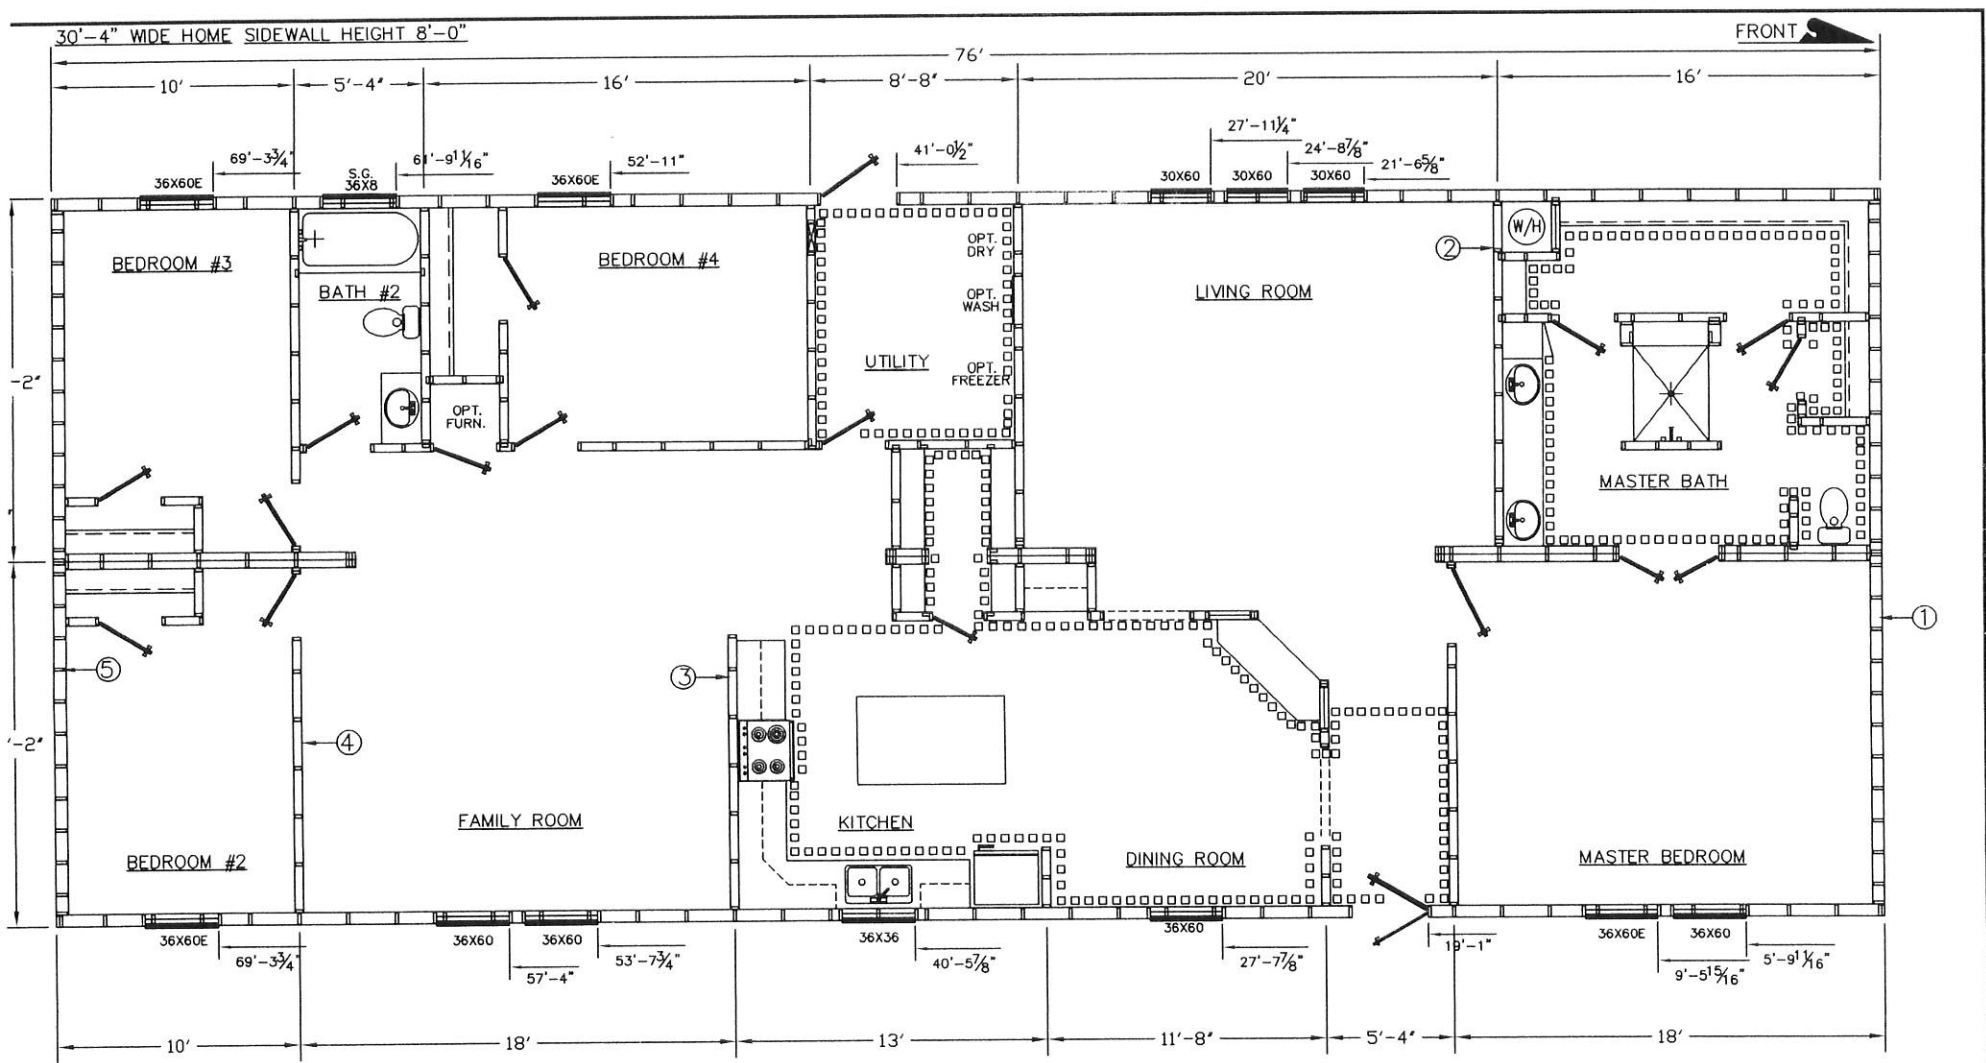 30'-4" WIDE HOME SIDEWALL HEIGHT 8'-0"
FRONT
76'
10' 5'-4" 16' 8'-8" 20' 16'
69'-3¾" 61'-9 1/16" 52'-11" 41'-0½" 27'-11¼" 24'-8⅞" 21'-6⅝"
36X60E S.G. 36X8 36X60E 30X60 30X60 30X60
BEDROOM #3
BATH #2
BEDROOM #4
OPT. DRY
OPT. WASH
UTILITY
OPT. FREEZER
OPT. FURN.
LIVING ROOM
W/H
2
MASTER BATH
-2"
1
5
3
4
'-2"
FAMILY ROOM
KITCHEN
BEDROOM #2
DINING ROOM
MASTER BEDROOM
36X60E 36X60 36X60 36X36 36X60 36X60E 36X60
69'-3¾" 57'-4" 53'-7¾" 40'-5⅞" 27'-7⅞" 19'-1" 9'-5 15/16" 5'-9 1/16"
10' 18' 13' 11'-8" 5'-4" 18'